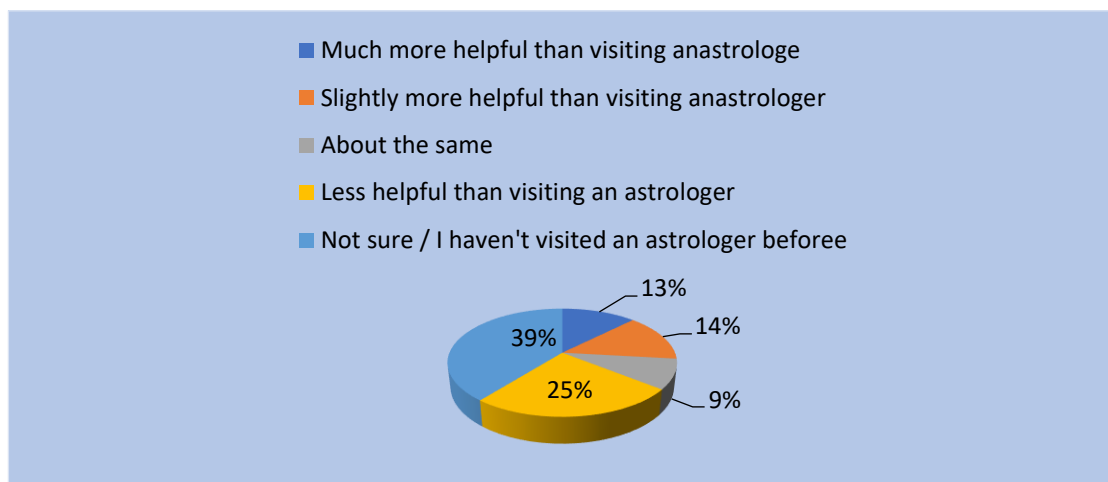 Much more helpful than visiting anastrologe
Slightly more helpful than visiting anastrologer
About the same
Less helpful than visiting an astrologer
Not sure / I haven't visited an astrologer beforee
13%
14%
9%
25%
39%